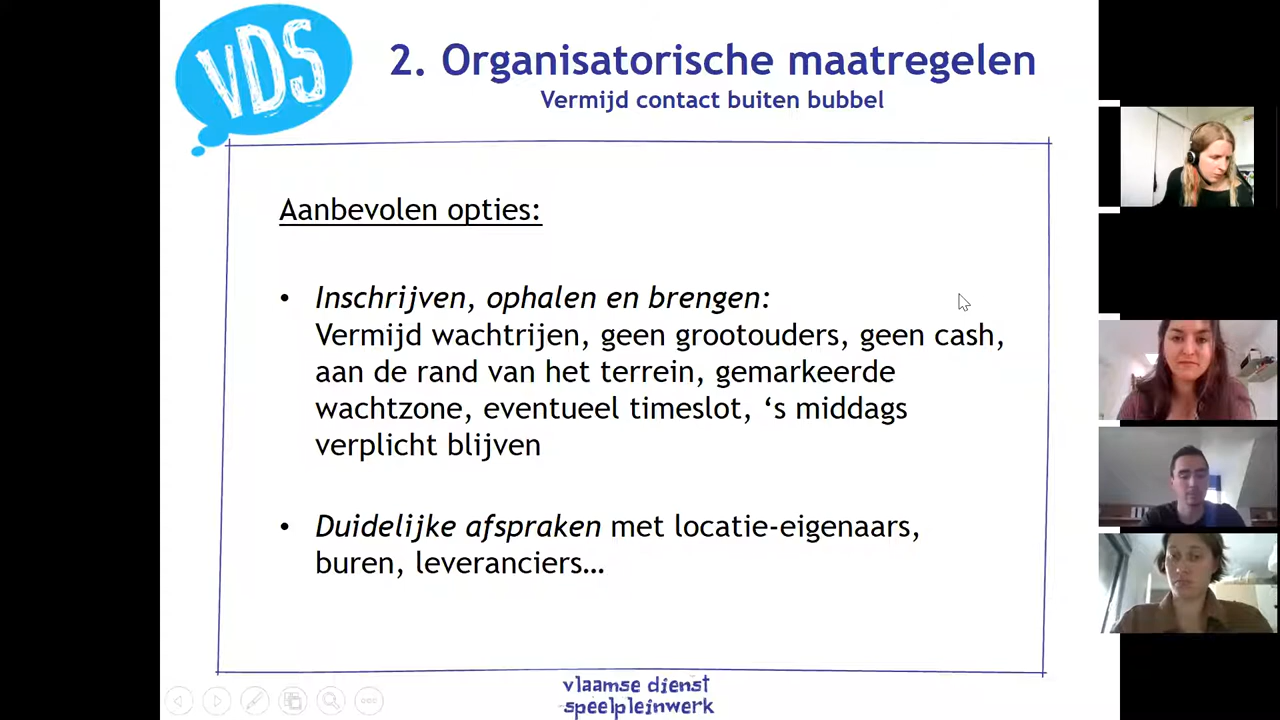 VDS
2. Organisatorische maatregelen
Vermijd contact buiten bubbel
Aanbevolen opties:
• Inschrijven, ophalen en brengen:
Vermijd wachtrijen, geen grootouders, geen cash,
aan de rand van het terrein, gemarkeerde
wachtzone, eventueel timeslot, ‘s middags
verplicht blijven
• Duidelijke afspraken met locatie-eigenaars,
buren, leveranciers…
vlaamse dienst
speelpleinwerk